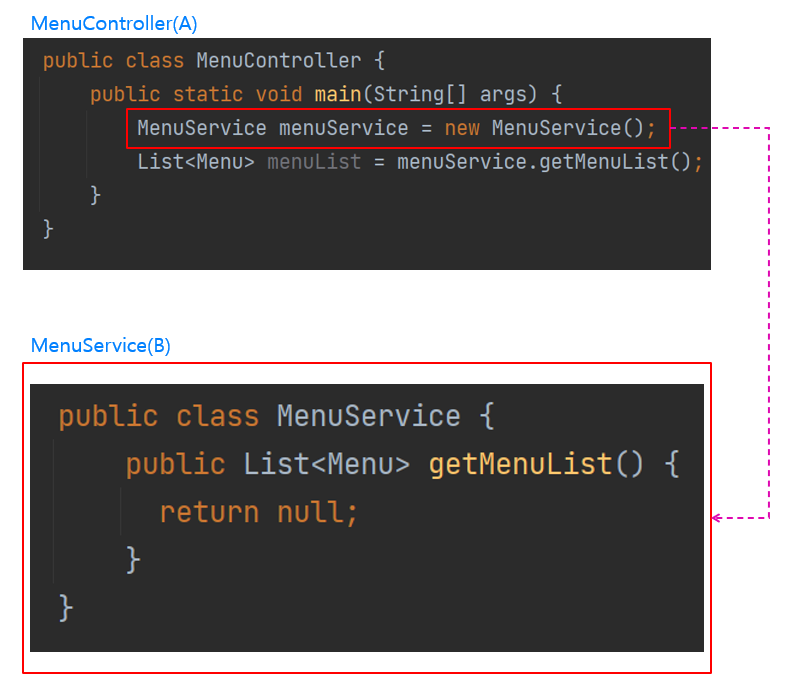 MenuController(A)
public class MenuController {
public static void main(String[] args) {
MenuService menuService = new MenuService();
List<Menu> menuList = menuService.getMenuList();
}
}
MenuService(B)
public class MenuService {
public List<Menu> getMenuList() {
return null;
}
}